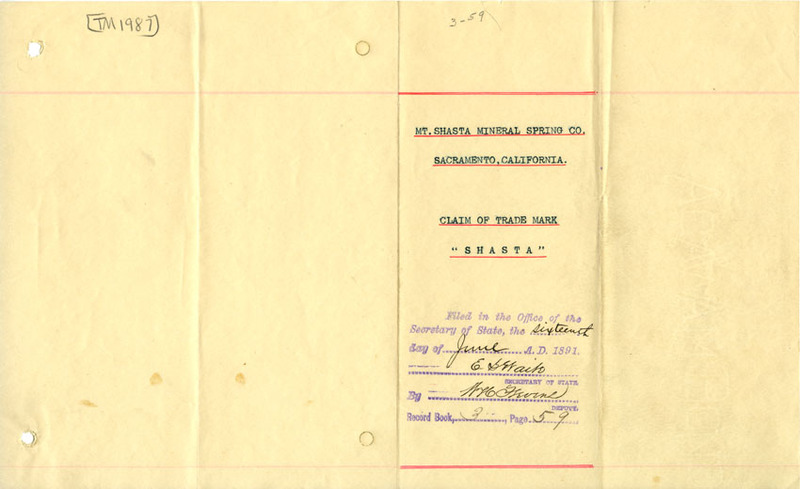 [TM1987]
3-59
MT. SHASTA MINERAL SPRING CO.
SACRAMENTO, CALIFORNIA.
CLAIM OF TRADE MARK
"SHASTA"
Filed in the Office of the
Secretary of State, the sixteenth
day of June A.D. 1891.
E G Waite
SECRETARY OF STATE
By
DEPUTY.
Record Book, 3, Page 59